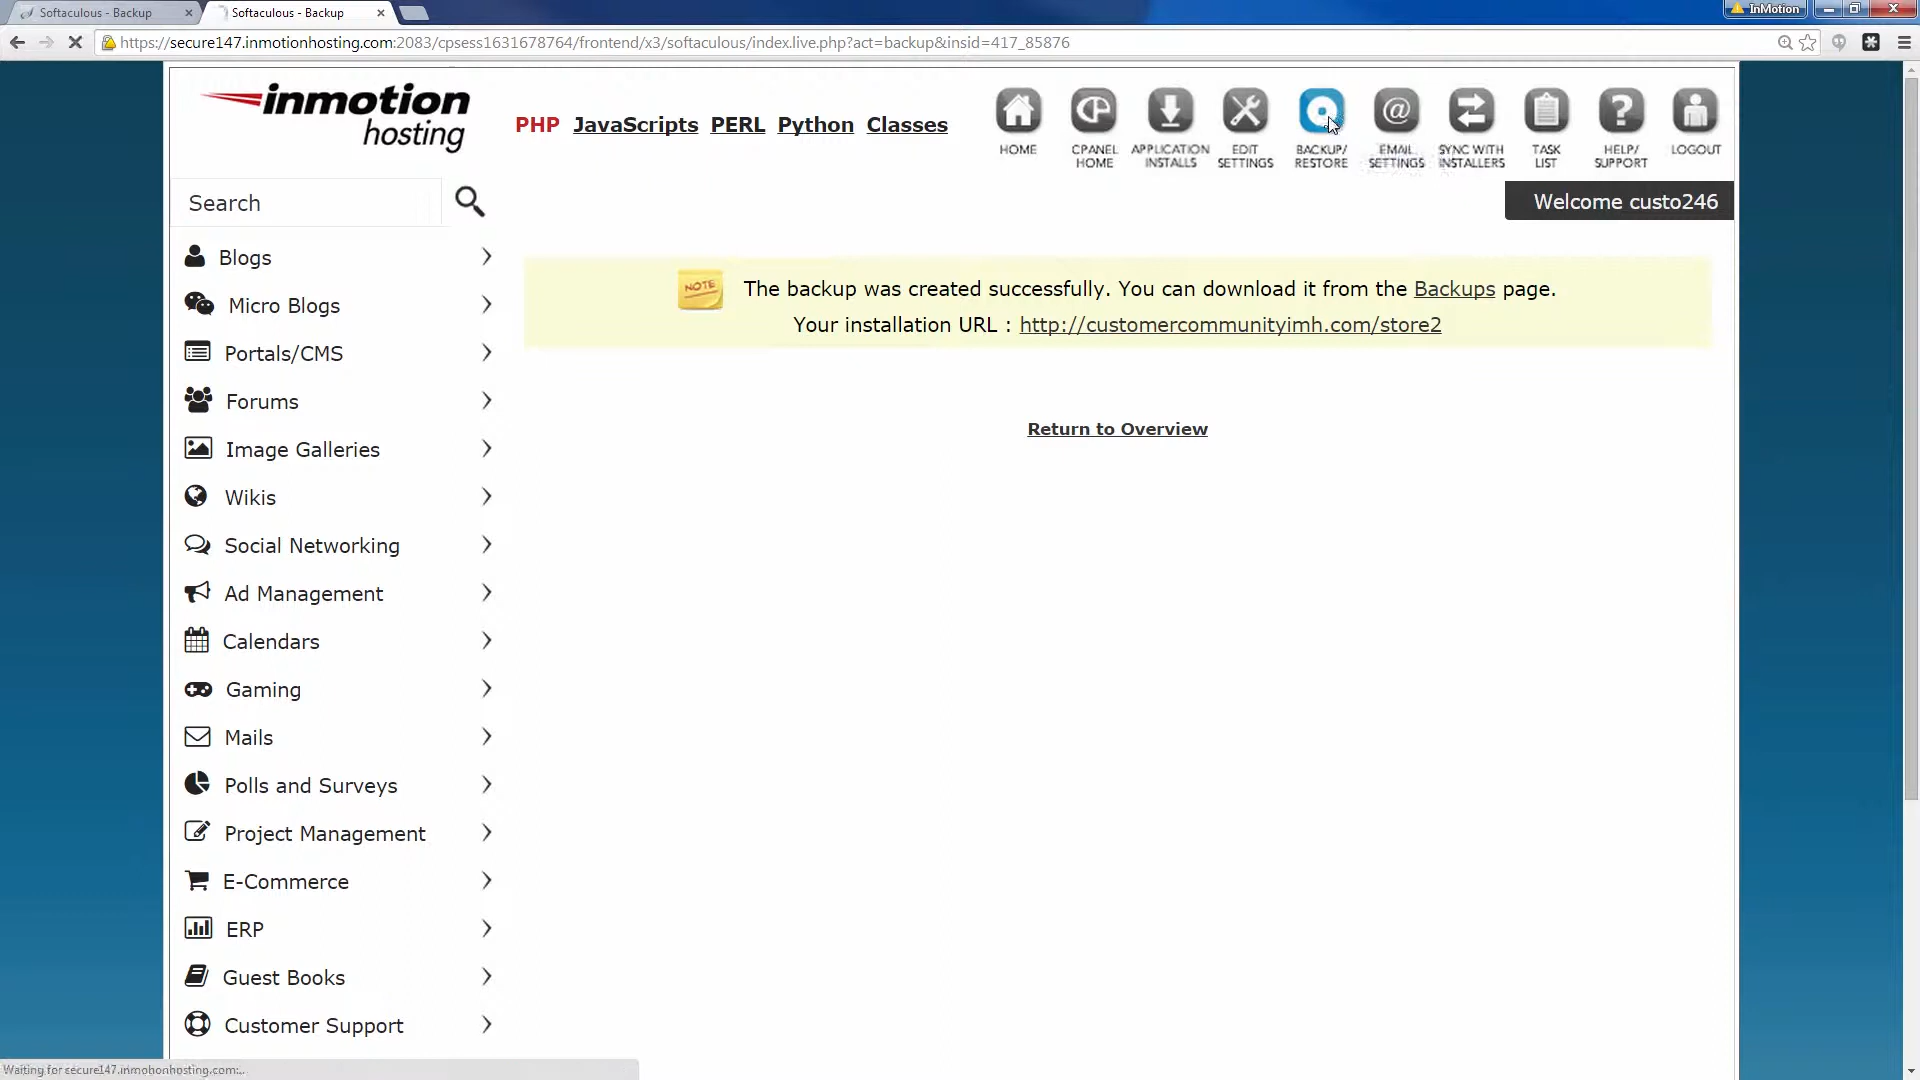 Softaculous - Backup
Softaculous - Backup
InMotion
https://secure147.inmotionhosting.com:2083/cpsess1631678764/frontend/x3/softaculous/index.live.php?act=backup&insid=417_85876
inmotion
hosting
PHP JavaScripts PERL Python Classes
HOME
CPANEL
HOME
APPLICATION
INSTALLS
EDIT
SETTINGS
BACKUP/
RESTORE
EMAIL
SETTINGS
SYNC WITH
INSTALLERS
TASK
LIST
HELP/
SUPPORT
LOGOUT
Search
Welcome custo246
Blogs
Micro Blogs
Portals/CMS
Forums
Image Galleries
Wikis
Social Networking
Ad Management
Calendars
Gaming
Mails
Polls and Surveys
Project Management
E-Commerce
ERP
Guest Books
Customer Support
NOTE
The backup was created successfully. You can download it from the Backups page.
Your installation URL : http://customercommunityimh.com/store2
Return to Overview
Waiting for secure147.inmotionhosting.com...